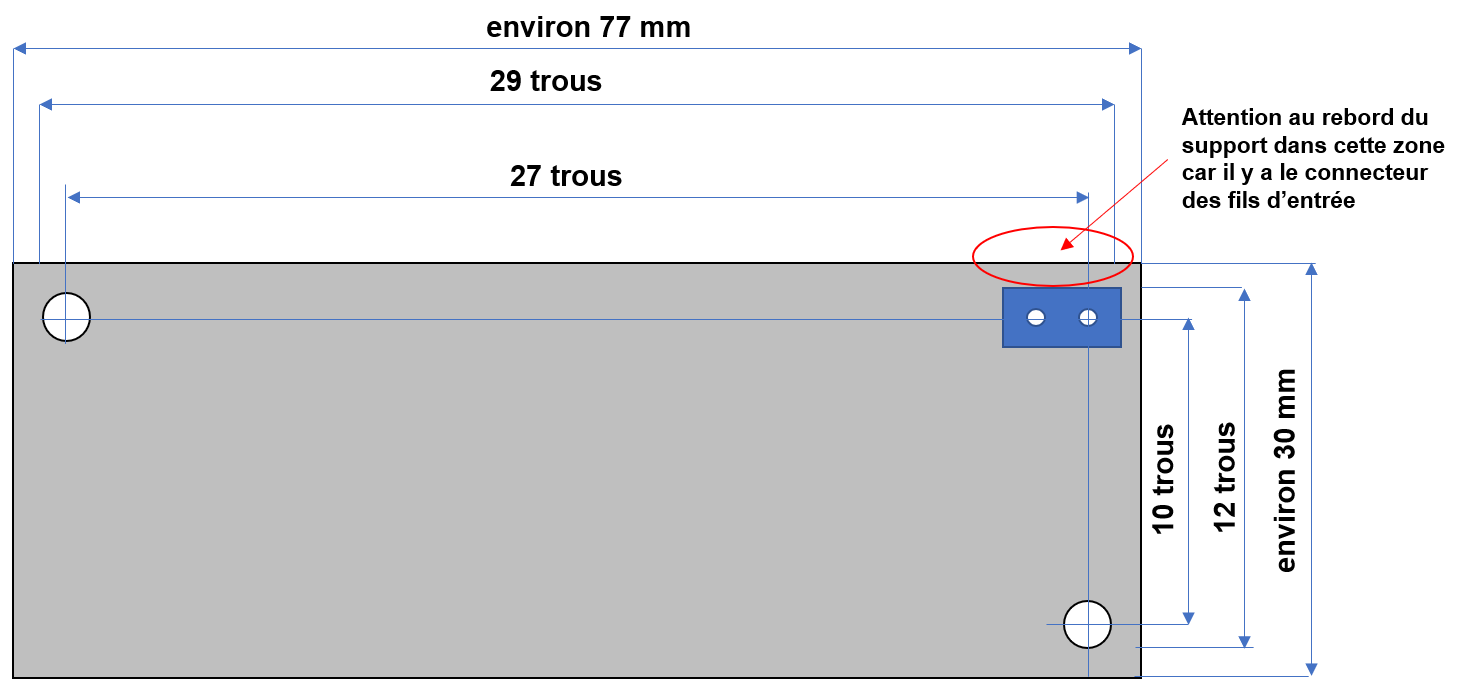 environ 77 mm
29 trous
27 trous
Attention au rebord du
support dans cette zone
car il y a le connecteur
des fils d’entrée
10 trous
12 trous
environ 30 mm